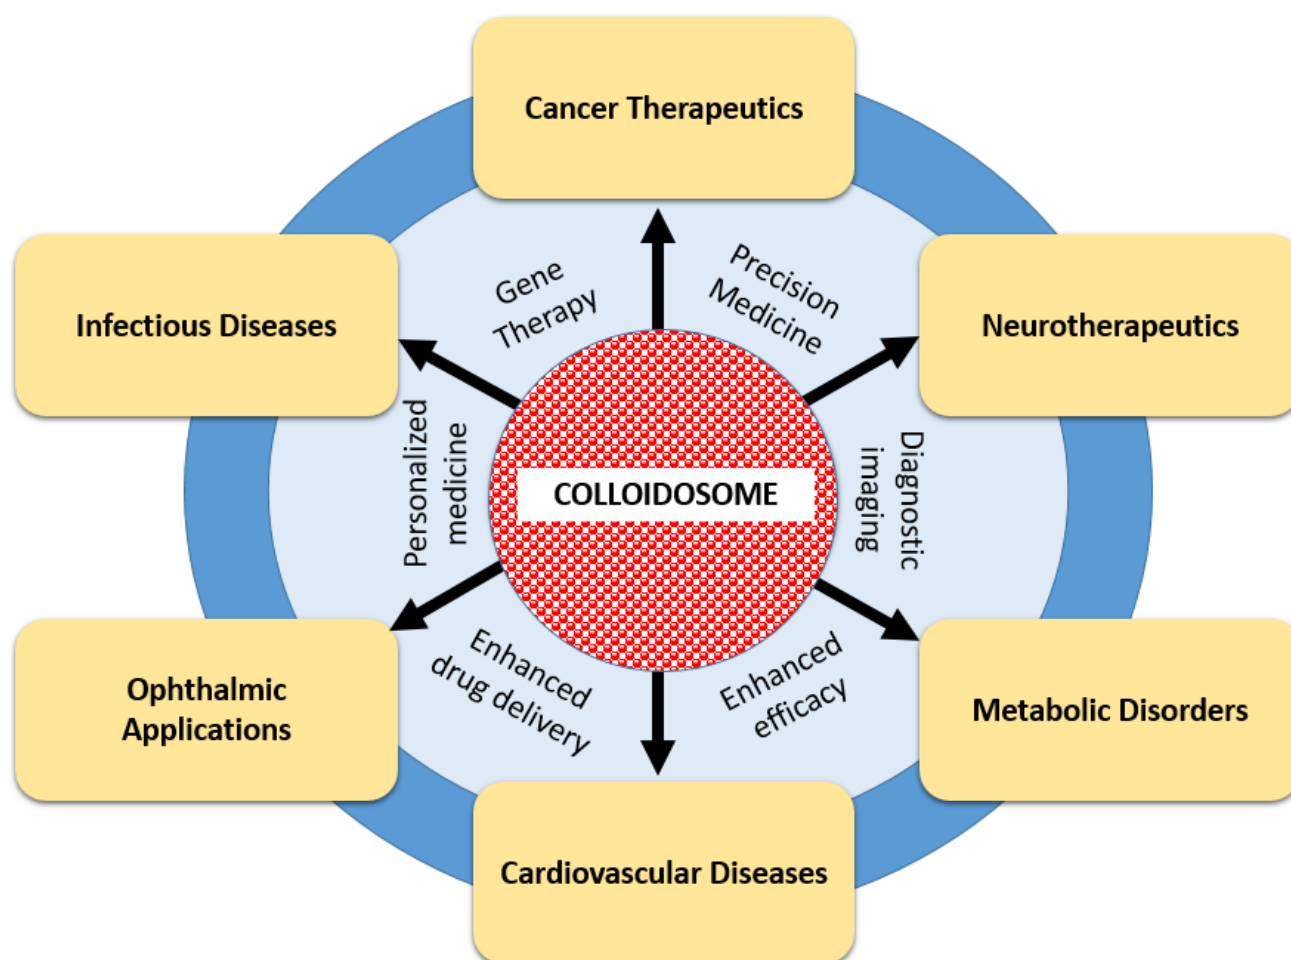 Cancer Therapeutics
Infectious Diseases
Neurotherapeutics
Gene
Therapy
Precision
Medicine
Personalized
medicine
COLLOIDOSOME
Diagnostic
imaging
Enhanced
drug delivery
Enhanced
efficacy
Ophthalmic
Applications
Metabolic Disorders
Cardiovascular Diseases